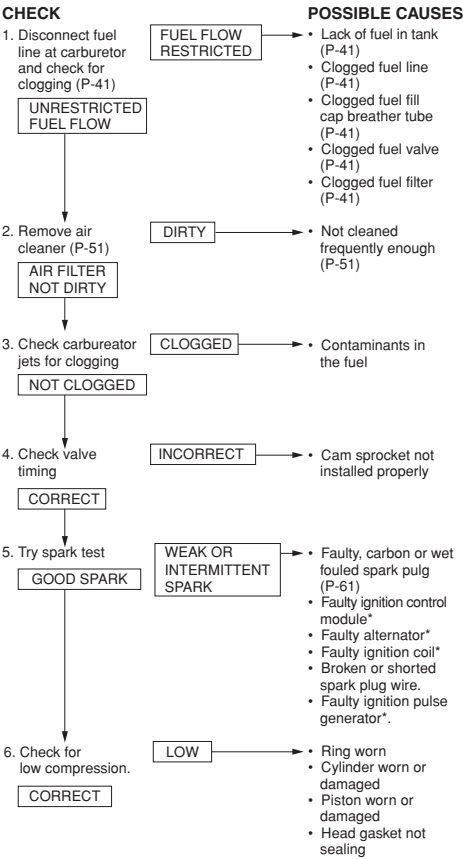 CHECK
POSSIBLE CAUSES
1. Disconnect fuel
line at carburetor
and check for
clogging (P-41)
UNRESTRICTED
FUEL FLOW
FUEL FLOW
RESTRICTED
• Lack of fuel in tank
(P-41)
• Clogged fuel line
(P-41)
• Clogged fuel fill
cap breather tube
(P-41)
• Clogged fuel valve
(P-41)
• Clogged fuel filter
(P-41)
2. Remove air
cleaner (P-51)
AIR FILTER
NOT DIRTY
DIRTY
• Not cleaned
frequently enough
(P-51)
3. Check carbureator
jets for clogging
NOT CLOGGED
CLOGGED
• Contaminants in
the fuel
4. Check valve
timing
CORRECT
INCORRECT
• Cam sprocket not
installed properly
5. Try spark test
GOOD SPARK
WEAK OR
INTERMITTENT
SPARK
• Faulty, carbon or wet
fouled spark pulg
(P-61)
• Faulty ignition control
module*
• Faulty alternator*
• Faulty ignition coil*
• Broken or shorted
spark plug wire.
• Faulty ignition pulse
generator*.
6. Check for
low compression.
CORRECT
LOW
• Ring worn
• Cylinder worn or
damaged
• Piston worn or
damaged
• Head gasket not
sealing